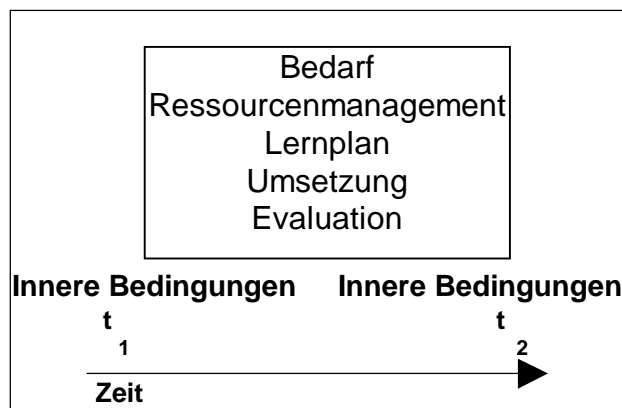 Bedarf
Ressourcenmanagement
Lernplan
Umsetzung
Evaluation
Innere Bedingungen Innere Bedingungen
t t
1 2
Zeit